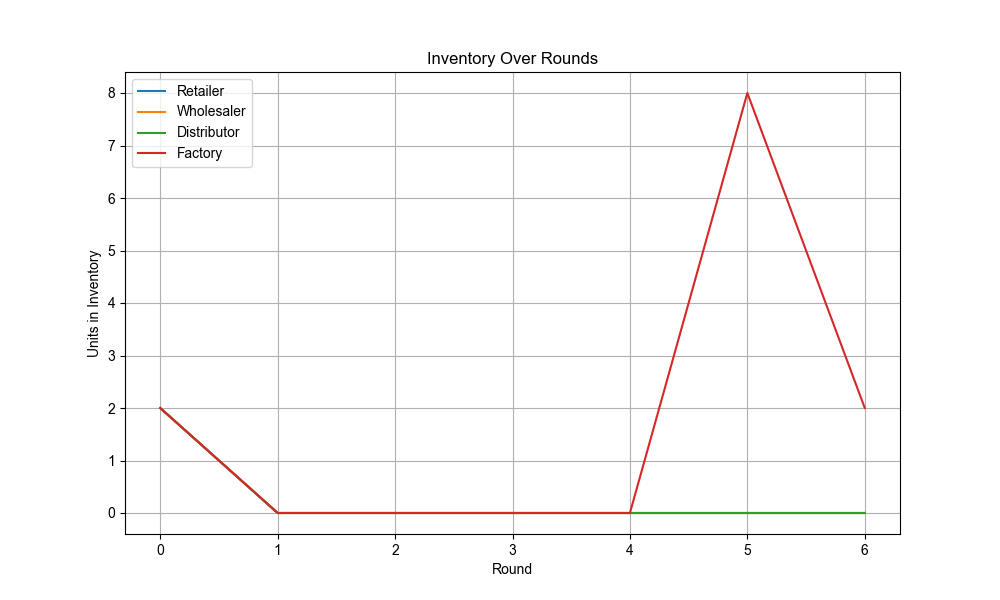 Inventory Over Rounds
Retailer
Wholesaler
Distributor
Factory
8
7
6
5
4
3
2
1
0
Units in Inventory
0 1 2 3 4 5 6
Round